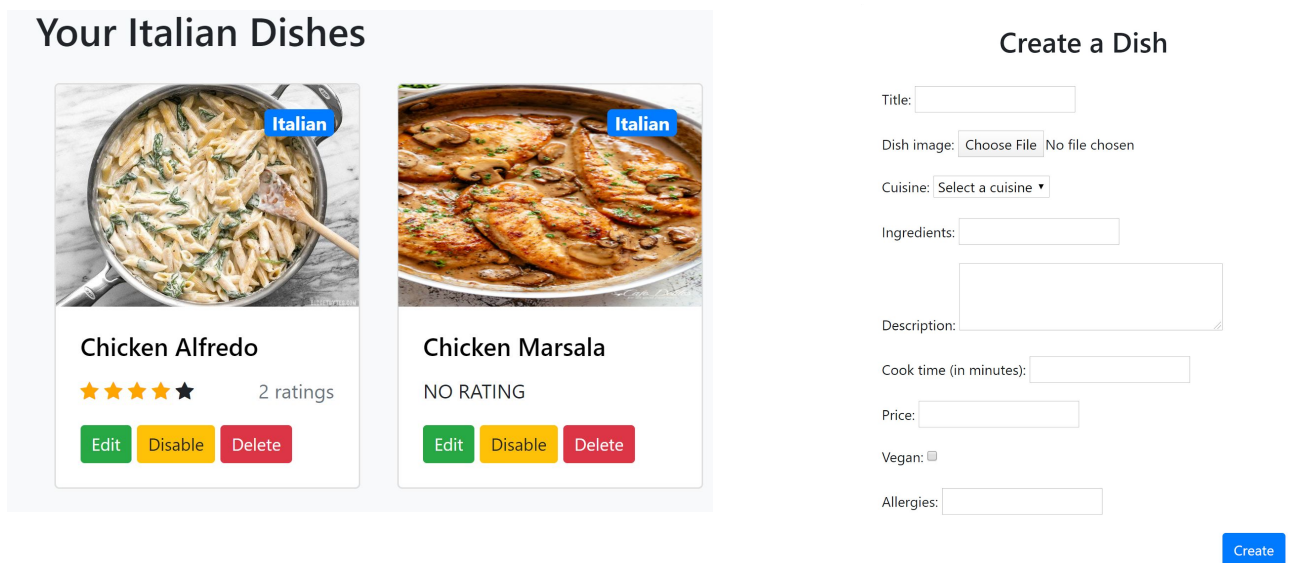 Your Italian Dishes
Italian
Italian
Chicken Alfredo
2 ratings
Edit Disable Delete
Chicken Marsala
NO RATING
Edit Disable Delete
Create a Dish
Title:
Dish image: Choose File No file chosen
Cuisine: Select a cuisine
Ingredients:
Description:
Cook time (in minutes):
Price:
Vegan:
Allergies:
Create